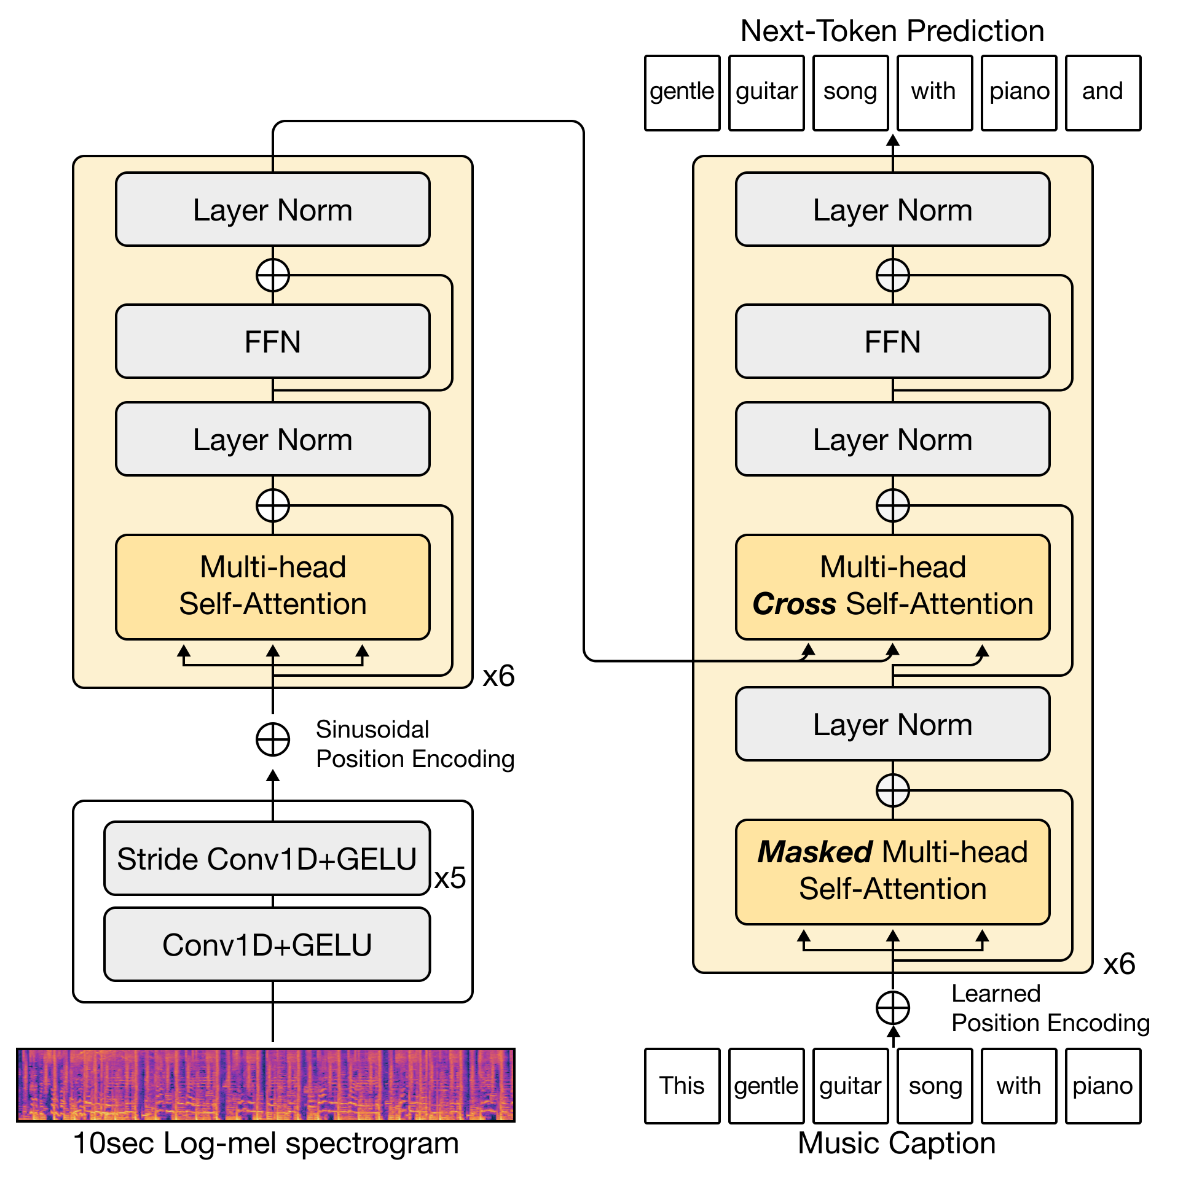 Next-Token Prediction
gentle guitar song with piano and
Layer Norm
FFN
Layer Norm
Multi-head
Self-Attention
x6
Sinusoidal
Position Encoding
Stride Conv1D+GELU
x5
Conv1D+GELU
10sec Log-mel spectrogram
Layer Norm
FFN
Layer Norm
Multi-head
Cross Self-Attention
Layer Norm
Masked Multi-head
Self-Attention
x6
Learned
Position Encoding
This gentle guitar song with piano
Music Caption